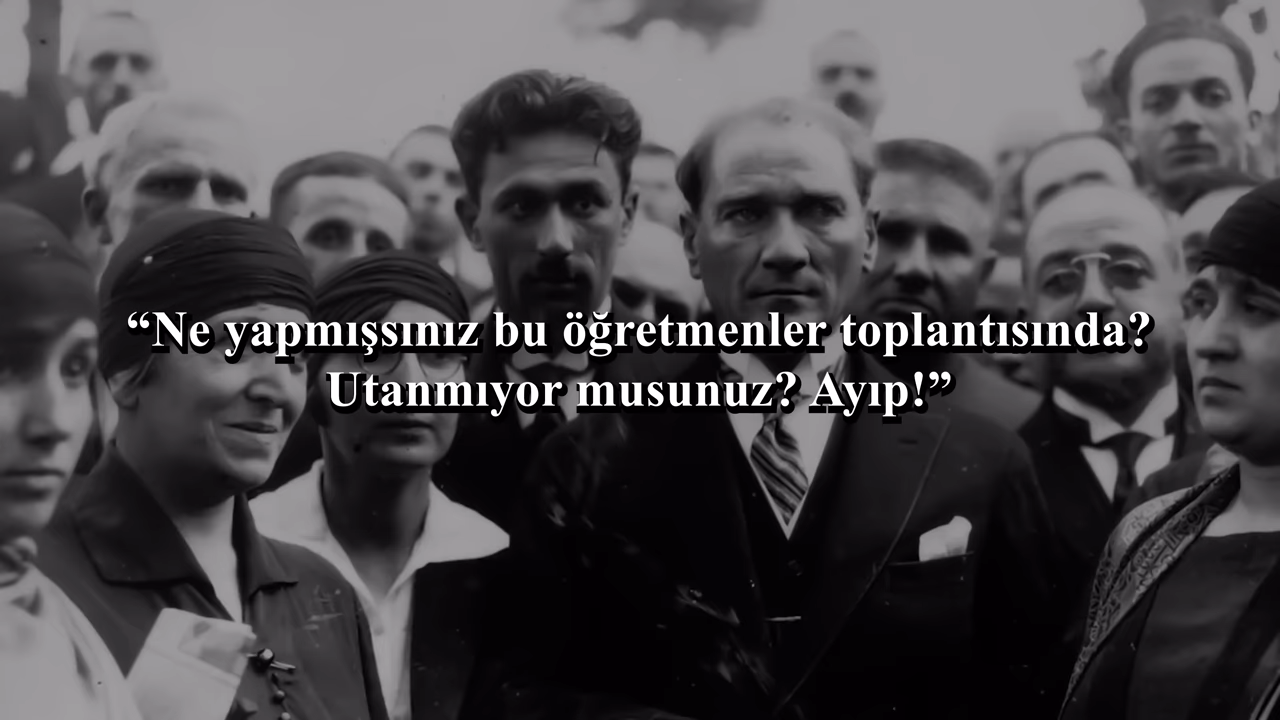 “Ne yapmışsınız bu öğretmenler toplantısında?
Utanmıyor musunuz? Ayıp!”